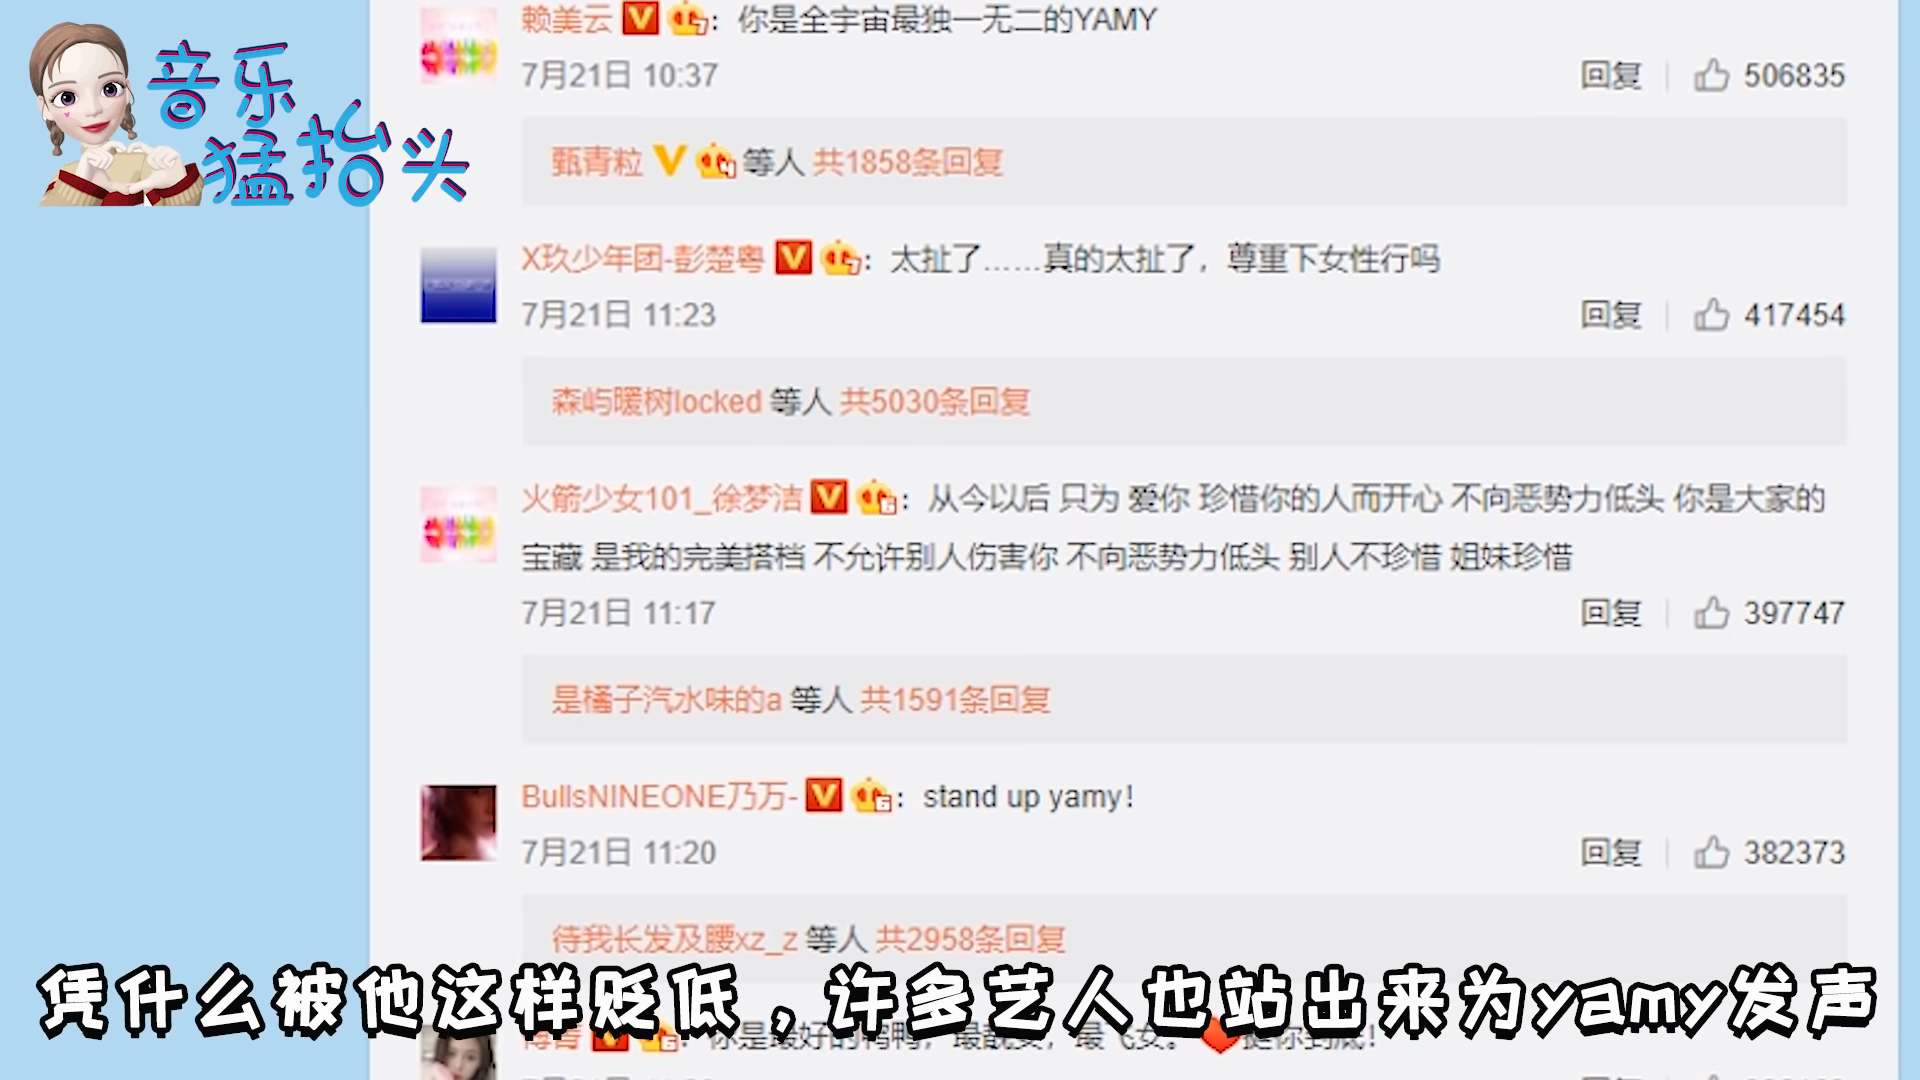 音乐
猛抬头
赖美云：你是全宇宙最独一无二的YAMY
7月21日 10:37
回复 506835
甄青粒 等人 共1858条回复
X玖少年团-彭楚粤：太扯了……真的太扯了，尊重下女性行吗
7月21日 11:23
回复 417454
森屿暖树locked 等人 共5030条回复
火箭少女101_徐梦洁：从今以后 只为 爱你 珍惜你的人而开心 不向恶势力低头 你是大家的
宝藏 是我的完美搭档 不允许别人伤害你 不向恶势力低头 别人不珍惜 姐妹珍惜
7月21日 11:17
回复 397747
是橘子汽水味的a 等人 共1591条回复
BullsNINEONE乃万-：stand up yamy！
7月21日 11:20
回复 382373
待我长发及腰xz_z 等人 共2958条回复
凭什么被他这样贬低，许多艺人也站出来为yamy发声